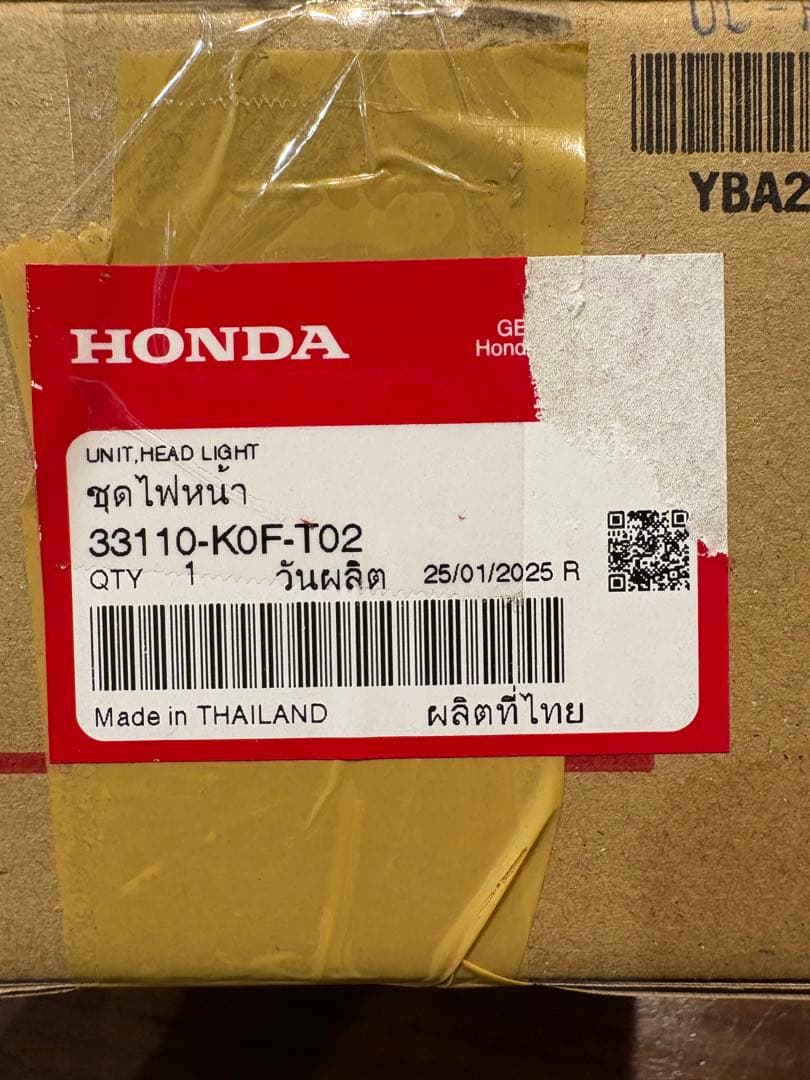 YBA2
HONDA
GE
Hond
UNIT,HEAD LIGHT
ชุดไฟหน้า
33110-K0F-T02
QTY 1 วันผลิต 25/01/2025 R
Made in THAILAND ผลิตที่ไทย